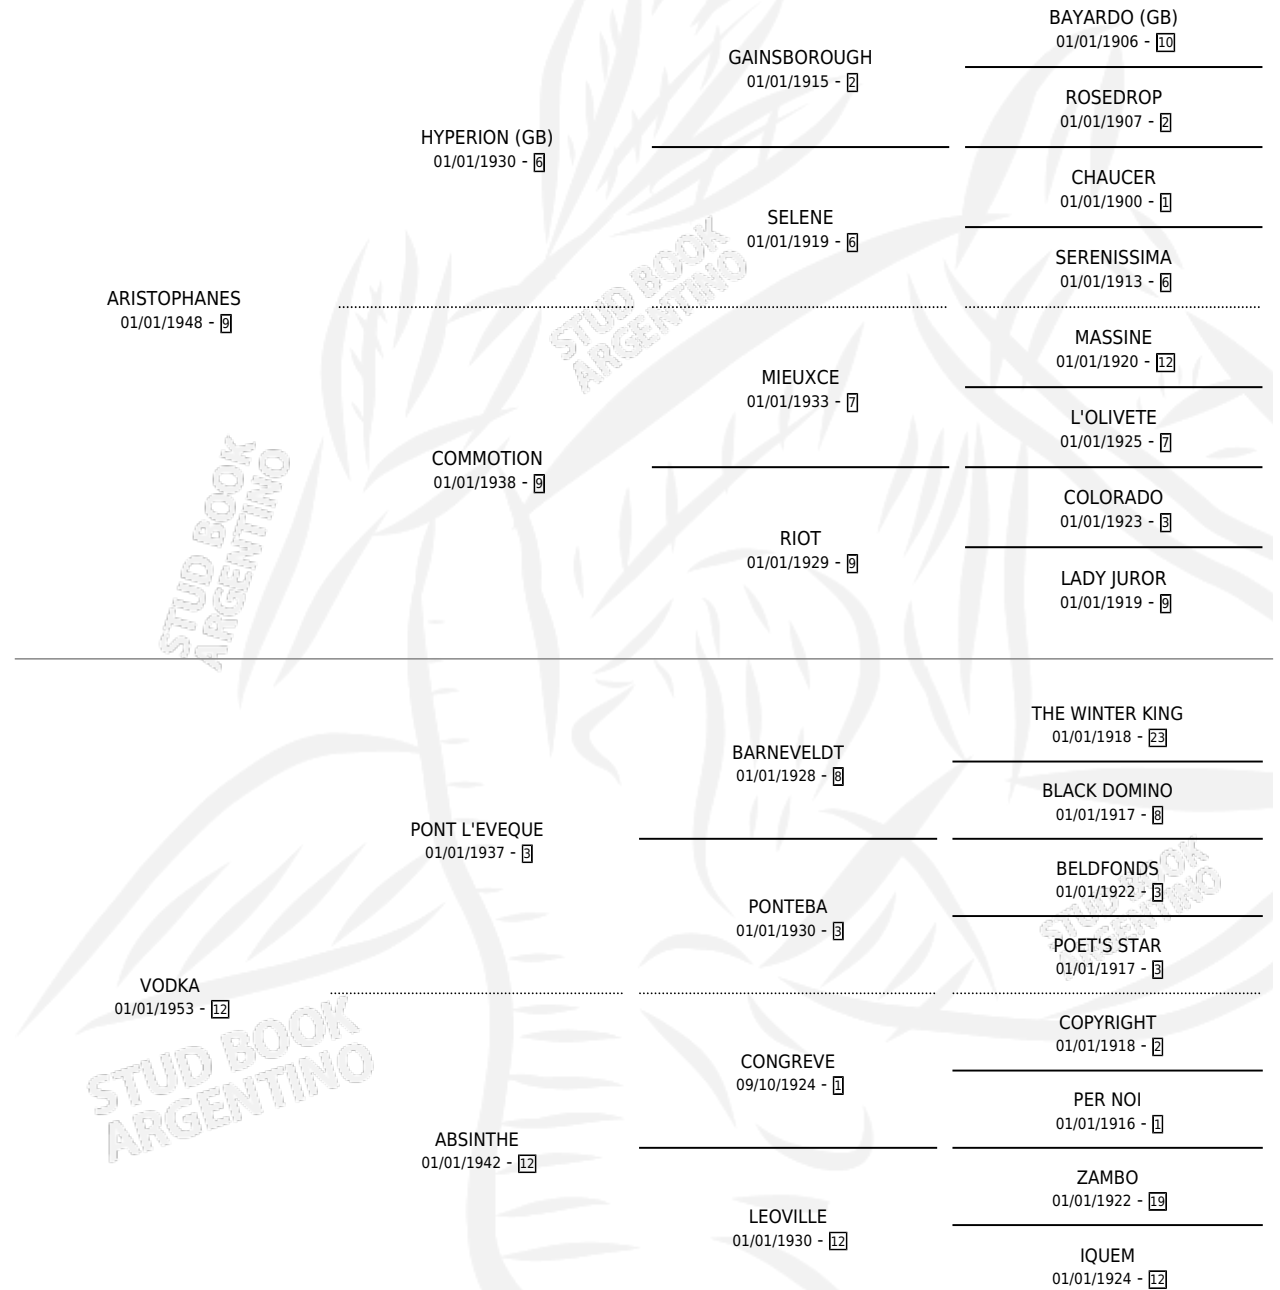 BAYARDO (GB)
01/01/1906 - 10
GAINSBOROUGH
01/01/1915 - 2
ROSEDROP
01/01/1907 - 2
HYPERION (GB)
01/01/1930 - 6
CHAUCER
01/01/1900 - 1
SELENE
01/01/1919 - 6
SERENISSIMA
01/01/1913 - 6
ARISTOPHANES
01/01/1948 - 9
MASSINE
01/01/1920 - 12
MIEUXCE
01/01/1933 - 7
L'OLIVETE
01/01/1925 - 7
COMMOTION
01/01/1938 - 9
COLORADO
01/01/1923 - 3
RIOT
01/01/1929 - 9
LADY JUROR
01/01/1919 - 9
STUD BOOK
ARGENTINO
STUD BOOK
ARGENTINO
THE WINTER KING
01/01/1918 - 23
BARNEVELDT
01/01/1928 - 8
BLACK DOMINO
01/01/1917 - 8
PONT L'EVEQUE
01/01/1937 - 3
BELDFONDS
01/01/1922 - 3
PONTEBA
01/01/1930 - 3
POET'S STAR
01/01/1917 - 3
VODKA
01/01/1953 - 12
COPYRIGHT
01/01/1918 - 2
CONGREVE
09/10/1924 - 1
PER NOI
01/01/1916 - 1
ABSINTHE
01/01/1942 - 12
ZAMBO
01/01/1922 - 19
LEOVILLE
01/01/1930 - 12
IQUEM
01/01/1924 - 12
STUD BOOK
ARGENTINO
STUD BOOK
ARGENTINO